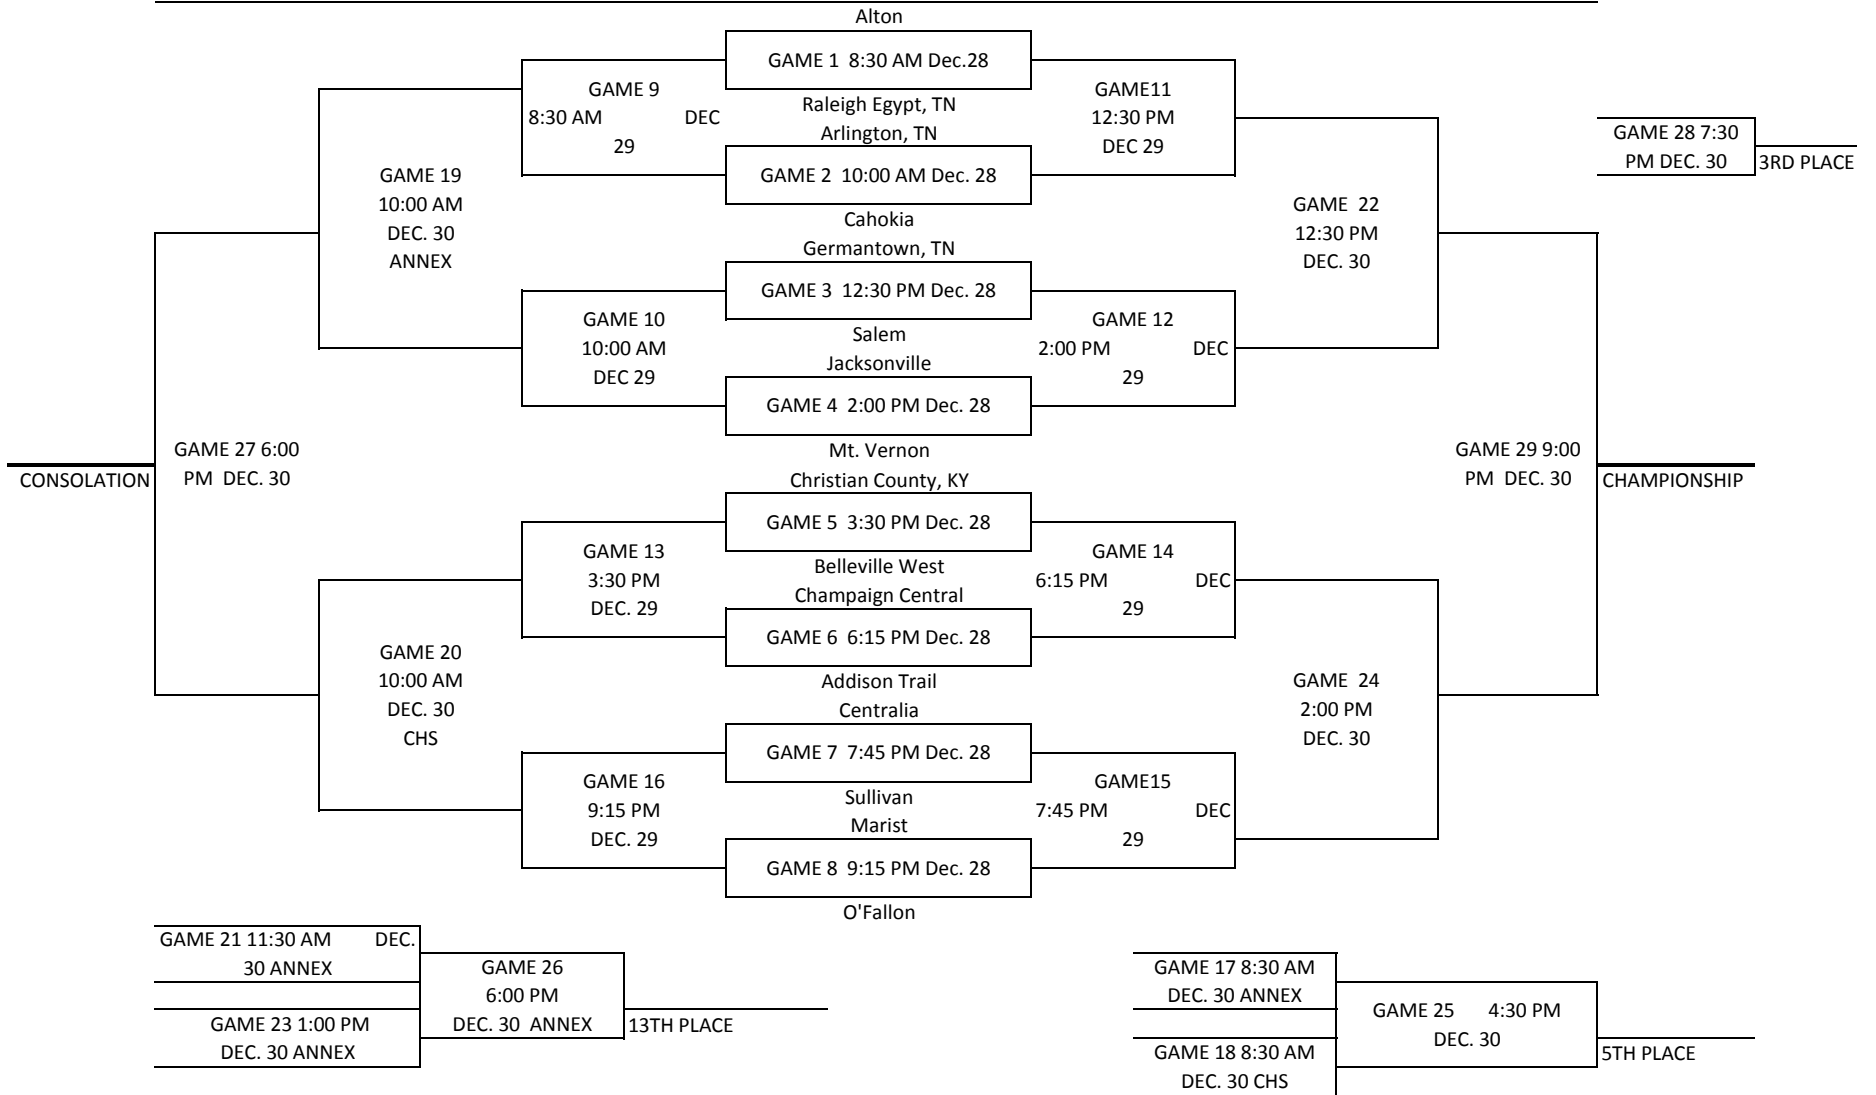 Alton
GAME 1  8:30 AM Dec.28
GAME 9
8:30 AM DEC
29
Raleigh Egypt, TN
Arlington, TN
GAME11
12:30 PM
DEC 29
GAME 28 7:30
PM DEC. 30
3RD PLACE
GAME 2  10:00 AM Dec. 28
GAME 19
10:00 AM
DEC. 30
ANNEX
Cahokia
Germantown, TN
GAME  22
12:30 PM
DEC. 30
GAME 3  12:30 PM Dec. 28
GAME 10
10:00 AM
DEC 29
Salem
Jacksonville
GAME 12
2:00 PM DEC
29
GAME 4  2:00 PM Dec. 28
GAME 27 6:00
PM  DEC. 30
CONSOLATION
Mt. Vernon
Christian County, KY
GAME 29 9:00
PM  DEC. 30
CHAMPIONSHIP
GAME 5  3:30 PM Dec. 28
GAME 13
3:30 PM
DEC. 29
Belleville West
Champaign Central
GAME 14
6:15 PM DEC
29
GAME 6  6:15 PM Dec. 28
GAME 20
10:00 AM
DEC. 30
CHS
Addison Trail
Centralia
GAME  24
2:00 PM
DEC. 30
GAME 7  7:45 PM Dec. 28
GAME 16
9:15 PM
DEC. 29
Sullivan
Marist
GAME15
7:45 PM DEC
29
GAME 8  9:15 PM Dec. 28
O'Fallon
GAME 21 11:30 AM DEC.
30 ANNEX
GAME 26
6:00 PM
DEC. 30  ANNEX
13TH PLACE
GAME 23 1:00 PM
DEC. 30 ANNEX
GAME 17 8:30 AM
DEC. 30 ANNEX
GAME 25 4:30 PM
DEC. 30
5TH PLACE
GAME 18 8:30 AM
DEC. 30 CHS